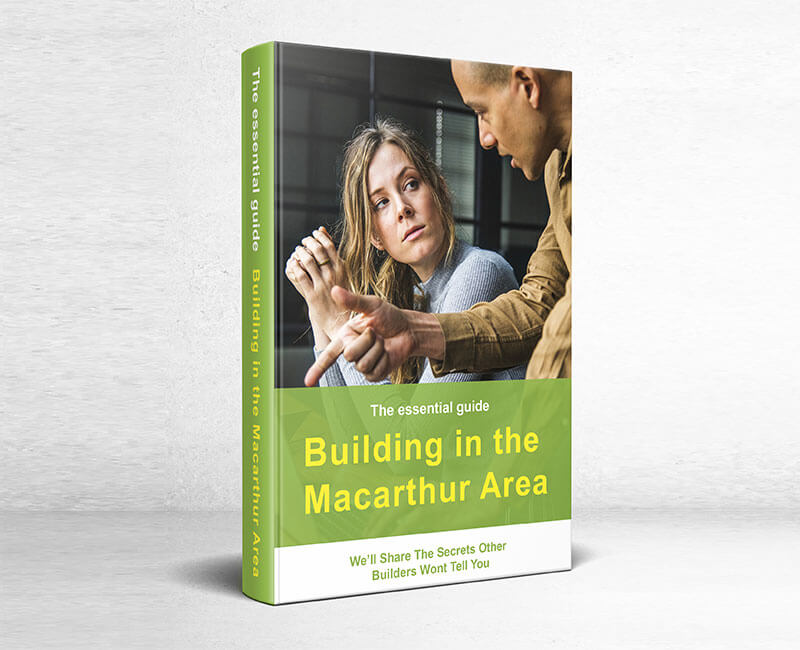 The essential guide Building in the Macarthur Area
The essential guide
Building in the
Macarthur Area
We'll Share The Secrets Other
Builders Wont Tell You